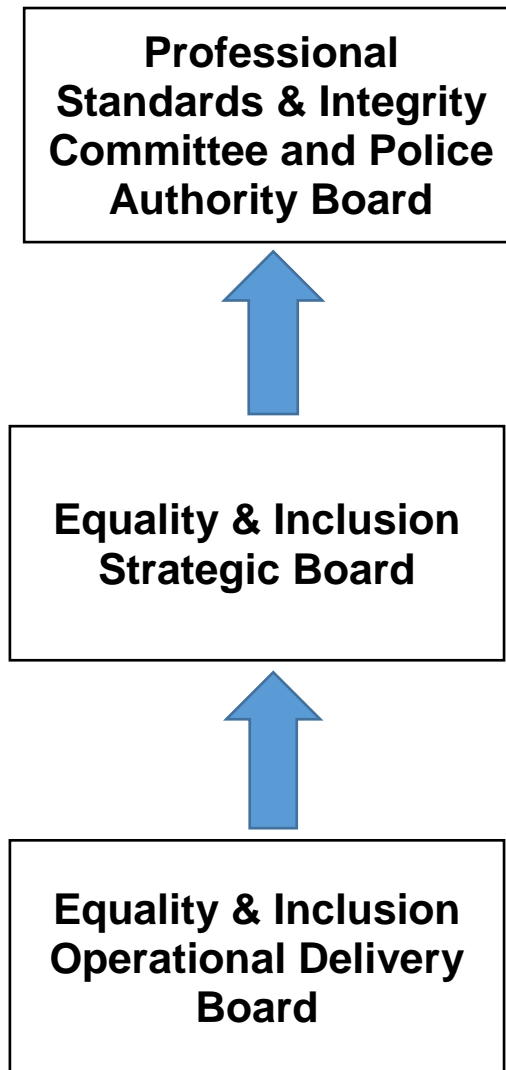 Professional
Standards & Integrity
Committee and Police
Authority Board
Equality & Inclusion
Strategic Board
Equality & Inclusion
Operational Delivery
Board